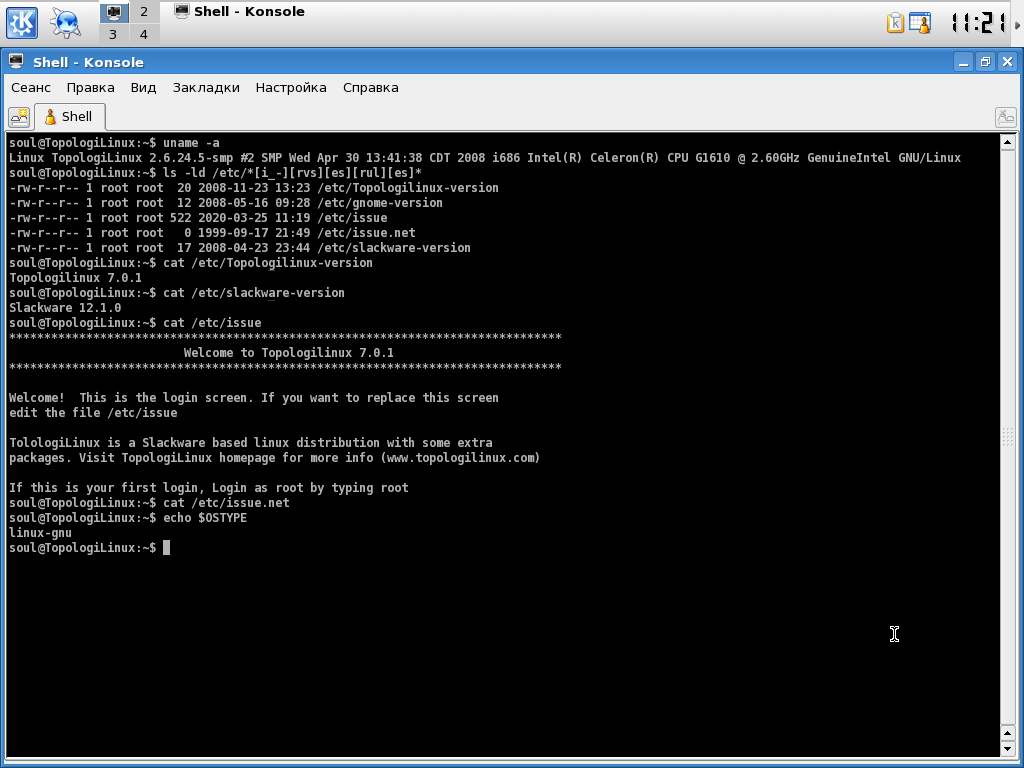 Shell - Konsole
2
3 4
11:21
Shell - Konsole
Сеанс Правка Вид Закладки Настройка Справка
Shell
soul@TopologiLinux:~$ uname -a
Linux TopologiLinux 2.6.24.5-smp #2 SMP Wed Apr 30 13:41:38 CDT 2008 i686 Intel(R) Celeron(R) CPU G1610 @ 2.60GHz GenuineIntel GNU/Linux
soul@TopologiLinux:~$ ls -ld /etc/*[i_-][rvs][es][rul][es]*
-rw-r--r-- 1 root root  20 2008-11-23 13:23 /etc/Topologilinux-version
-rw-r--r-- 1 root root  12 2008-05-16 09:28 /etc/gnome-version
-rw-r--r-- 1 root root 522 2020-03-25 11:19 /etc/issue
-rw-r--r-- 1 root root   0 1999-09-17 21:49 /etc/issue.net
-rw-r--r-- 1 root root  17 2008-04-23 23:44 /etc/slackware-version
soul@TopologiLinux:~$ cat /etc/Topologilinux-version
Topologilinux 7.0.1
soul@TopologiLinux:~$ cat /etc/slackware-version
Slackware 12.1.0
soul@TopologiLinux:~$ cat /etc/issue
*******************************************************************************
                         Welcome to Topologilinux 7.0.1
*******************************************************************************

Welcome!  This is the login screen. If you want to replace this screen
edit the file /etc/issue

TolologiLinux is a Slackware based linux distribution with some extra
packages. Visit TopologiLinux homepage for more info (www.topologilinux.com)

If this is your first login, Login as root by typing root
soul@TopologiLinux:~$ cat /etc/issue.net
soul@TopologiLinux:~$ echo $OSTYPE
linux-gnu
soul@TopologiLinux:~$